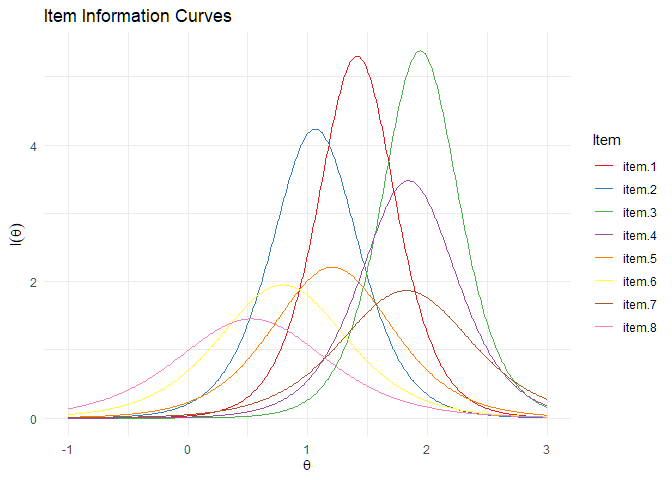 Item Information Curves
I(θ)
4
2
0
-1 0 1 2 3
θ
Item
item.1
item.2
item.3
item.4
item.5
item.6
item.7
item.8